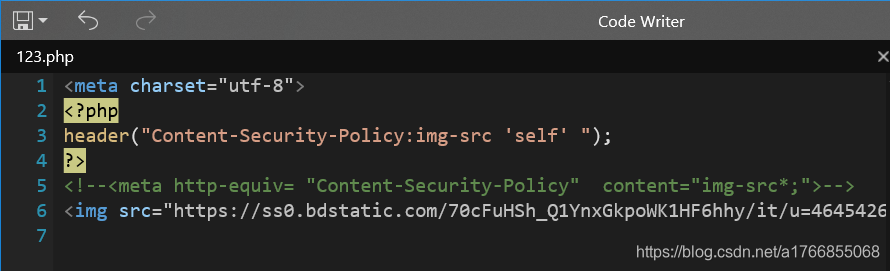 Code Writer
123.php
1 <meta charset="utf-8">
2 <?php
3 header("Content-Security-Policy:img-src 'self' ");
4 ?>
5 <!--<meta http-equiv= "Content-Security-Policy"  content="img-src*;">-->
6 <img src="https://ss0.bdstatic.com/70cFuHSh_Q1YnxGkpoWK1HF6hhy/it/u=4645426
7
https://blog.csdn.net/a1766855068